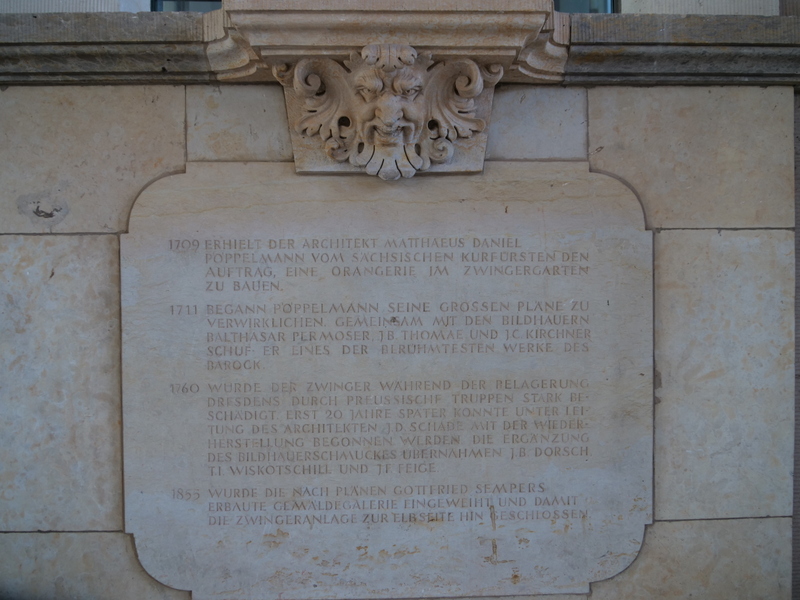 1709 ERHIELT DER ARCHITEKT MATTHAEUS DANIEL
PÖPPELMANN VOM SÄCHSISCHEN KURFÜRSTEN DEN
AUFTRAG, EINE ORANGERIE IM ZWINGERGARTEN
ZU BAUEN.
1711 BEGANN PÖPPELMANN SEINE GROSSEN PLÄNE ZU
VERWIRKLICHEN. GEMEINSAM MIT DEN BILDHAUERN
BALTHASAR PERMOSER, J.B. THOMAE UND J.C. KIRCHNER
SCHUF ER EINES DER BERÜHMTESTEN WERKE DES
BAROCK.
1760 WURDE DER ZWINGER WÄHREND DER BELAGERUNG
DRESDENS DURCH PREUSSISCHE TRUPPEN STARK BE-
SCHÄDIGT. ERST 20 JAHRE SPÄTER KONNTE UNTER LEI-
TUNG DES ARCHITEKTEN J.D. SCHADE MIT DER WIEDER-
HERSTELLUNG BEGONNEN WERDEN. DIE ERGÄNZUNG
DES BILDHAUERSCHMUCKES ÜBERNAHMEN J.B. DORSCH
T.I. WISKOTSCHILL UND J.F. FEIGE
1855 WURDE DIE NACH PLÄNEN GOTTFRIED SEMPERS
ERBAUTE GEMÄLDEGALERIE EINGEWEIHT UND DAMIT
DIE ZWINGERANLAGE ZUR ELBSEITE HIN GESCHLOSSEN